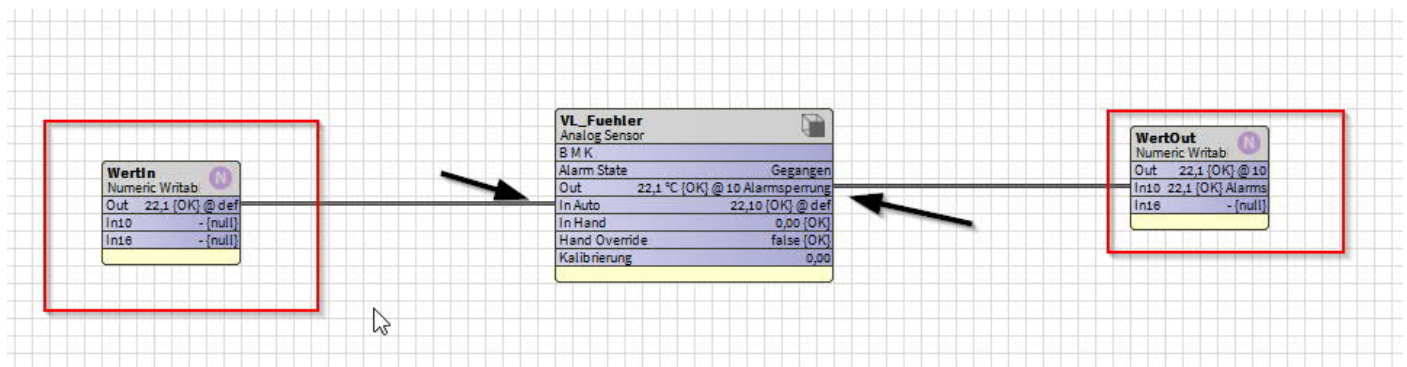 WertIn
Numeric Writab
N
Out 22,1 {OK} @ def
In10 - {null}
In16 - {null}
VL_Fuehler
Analog Sensor
B M K
Alarm State Gegangen
Out 22,1 °C {OK} @ 10 Alarmsperrung
In Auto 22,10 {OK} @ def
In Hand 0,00 {OK}
Hand Override false {OK}
Kalibrierung 0,00
WertOut
Numeric Writab
N
Out 22,1 {OK} @ 10
In10 22,1 {OK} Alarms
In16 - {null}